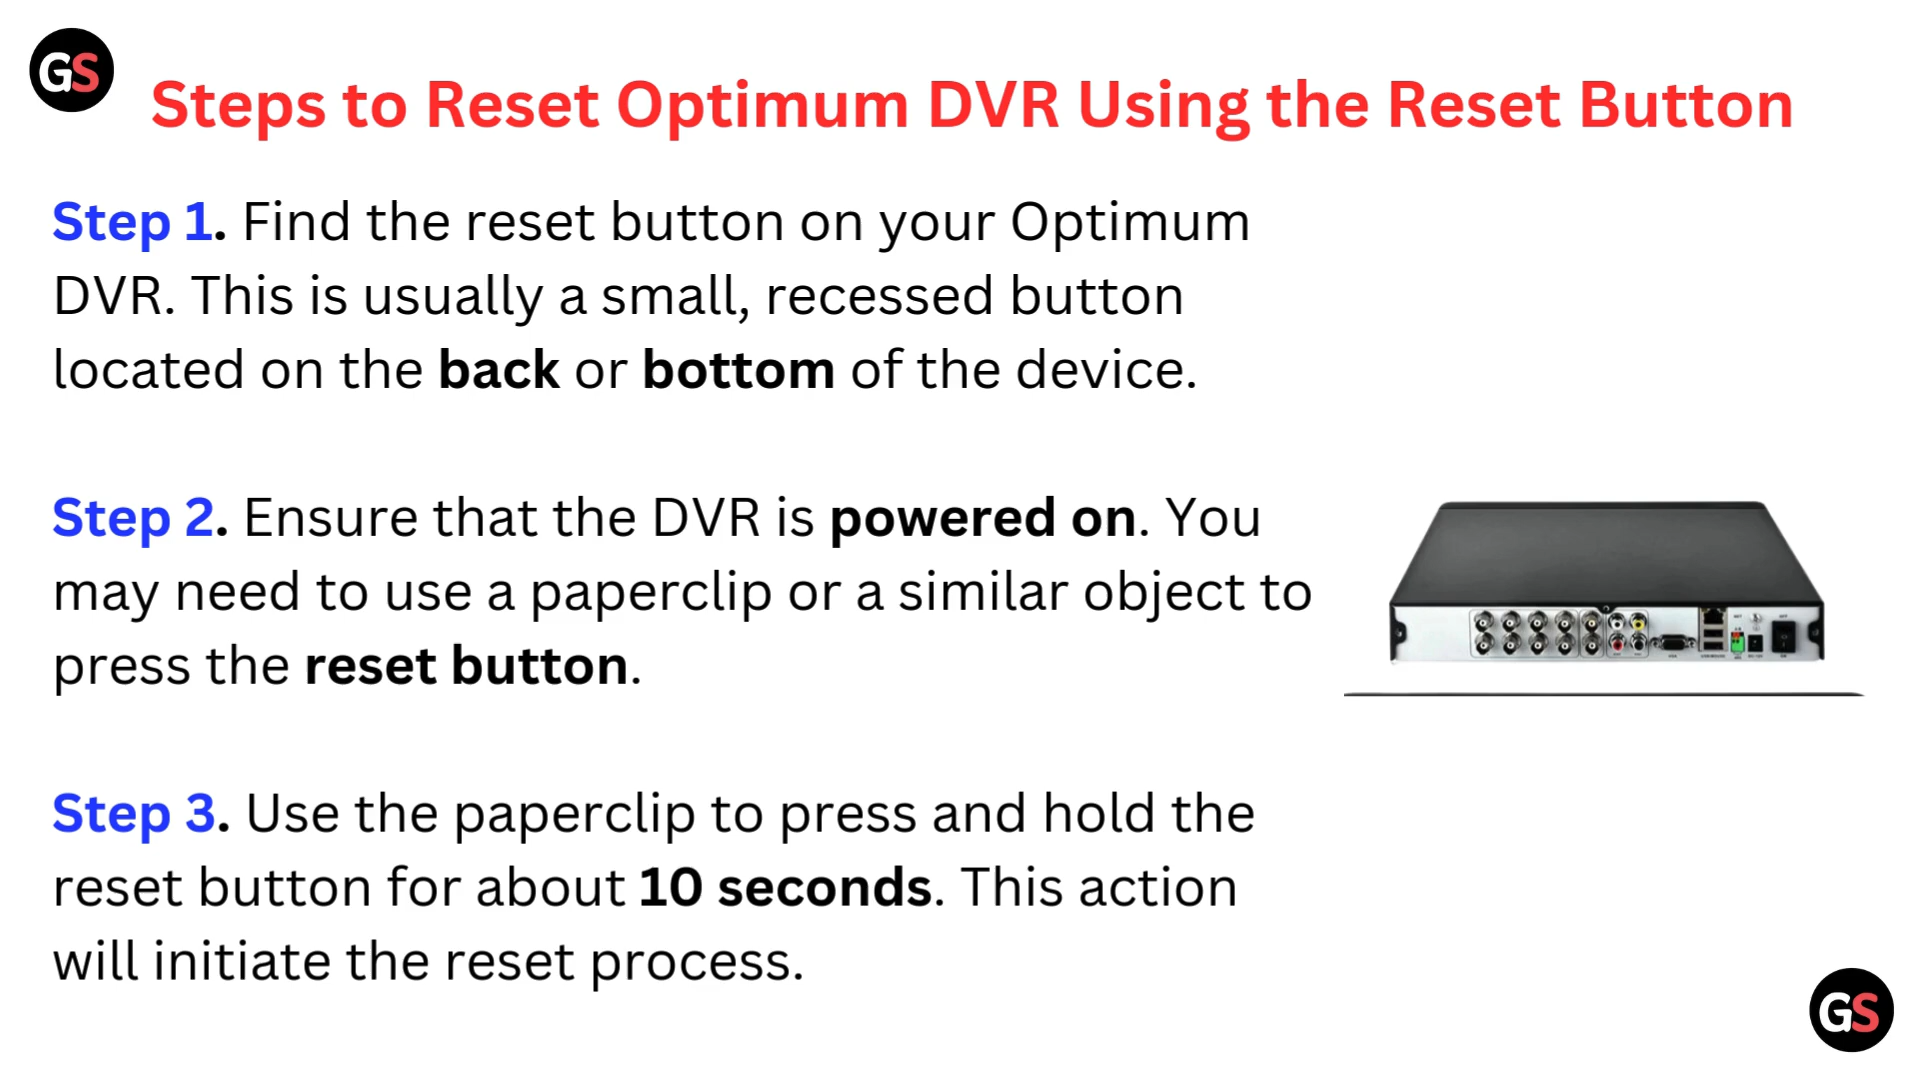 GS
Steps to Reset Optimum DVR Using the Reset Button
Step 1. Find the reset button on your Optimum
DVR. This is usually a small, recessed button
located on the back or bottom of the device.
Step 2. Ensure that the DVR is powered on. You
may need to use a paperclip or a similar object to
press the reset button.
Step 3. Use the paperclip to press and hold the
reset button for about 10 seconds. This action
will initiate the reset process.
GS